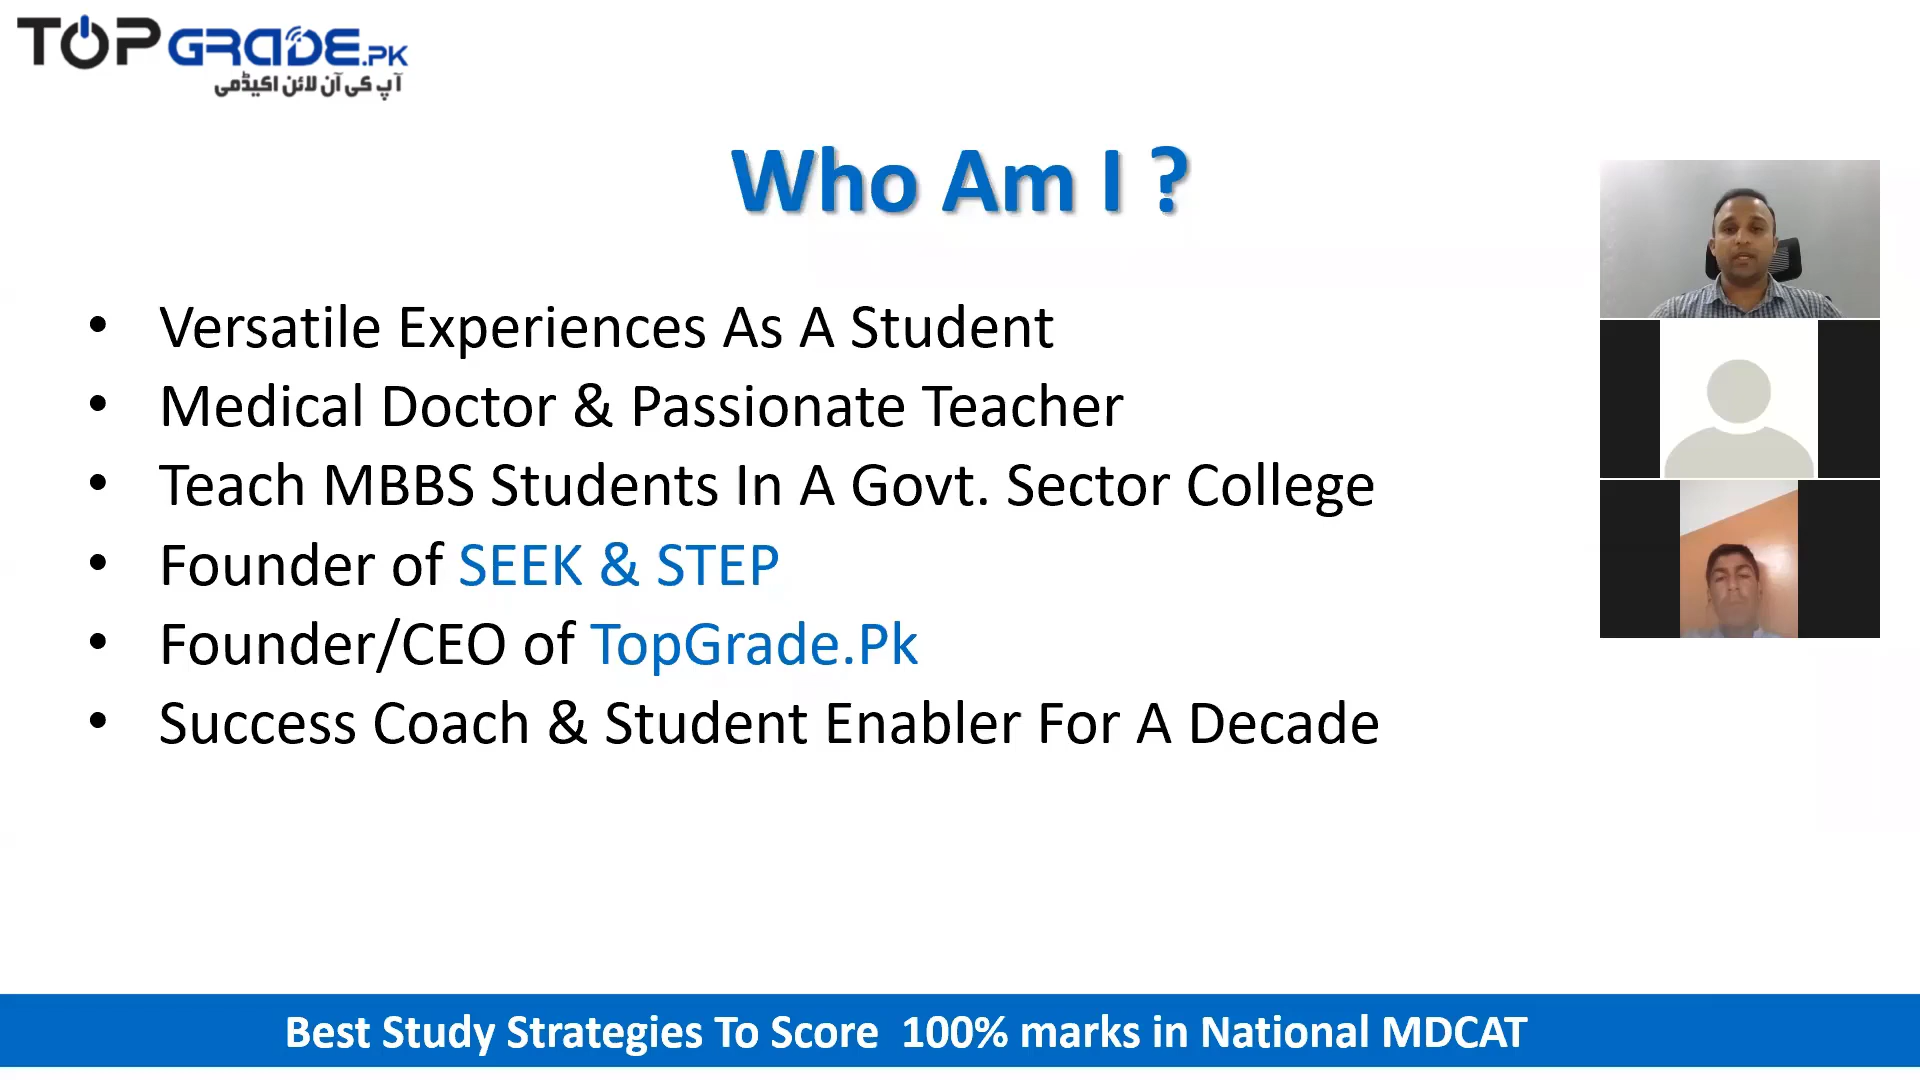 TOPGRADE.PK
آپ کی آن لائن اکیڈمی
Who Am I ?
• Versatile Experiences As A Student
• Medical Doctor & Passionate Teacher
• Teach MBBS Students In A Govt. Sector College
• Founder of SEEK & STEP
• Founder/CEO of TopGrade.Pk
• Success Coach & Student Enabler For A Decade
Best Study Strategies To Score 100% marks in National MDCAT